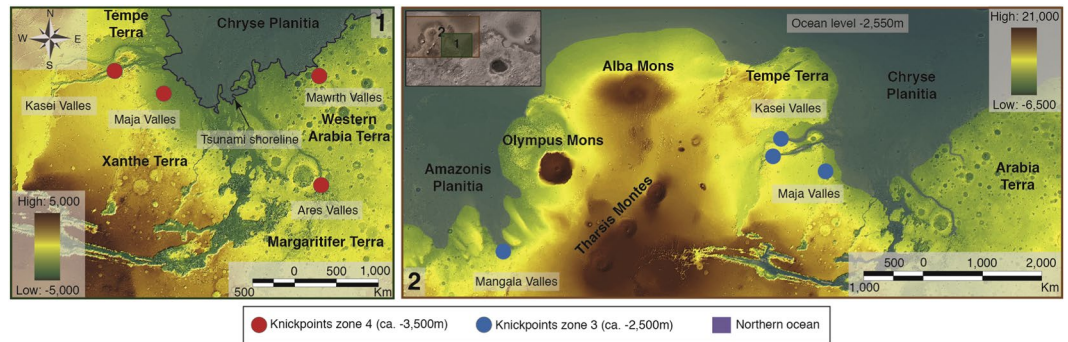 N
W
E
S
Tempe
Terra
Chryse Planitia
1
Kasei Valles
Maja Valles
Mawrth Valles
Western
Arabia Terra
Tsunami shoreline
Xanthe Terra
Ares Valles
Margaritifer Terra
High: 5,000
Low: -5,000
0 500 1,000
500
Km
2
1
Ocean level -2,550m
High: 21,000
Low: -6,500
Alba Mons
Tempe Terra
Kasei Valles
Chryse
Planitia
Olympus Mons
Amazonis
Planitia
Maja Valles
Arabia
Terra
Tharsis Montes
Mangala Valles
500 0 1,000 2,000
1,000
Km
2
Knickpoints zone 4 (ca. -3,500m)
Knickpoints zone 3 (ca. -2,500m)
Northern ocean